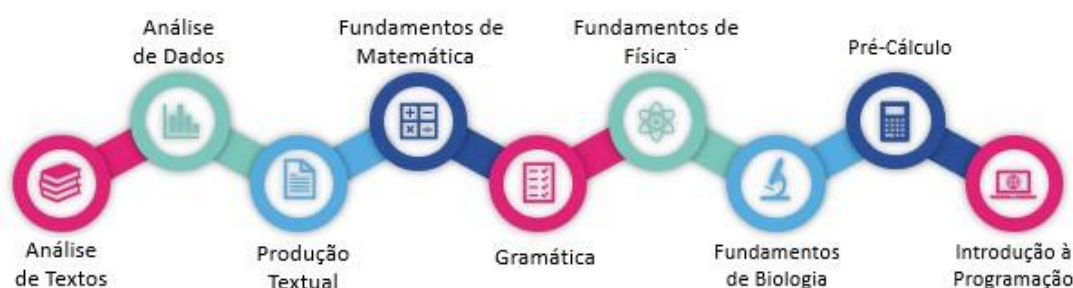 Análise
de Dados
Fundamentos de
Matemática
Fundamentos de
Física
Pré-Cálculo
Análise
de Textos
Produção
Textual
Gramática
Fundamentos
de Biologia
Introdução à
Programação